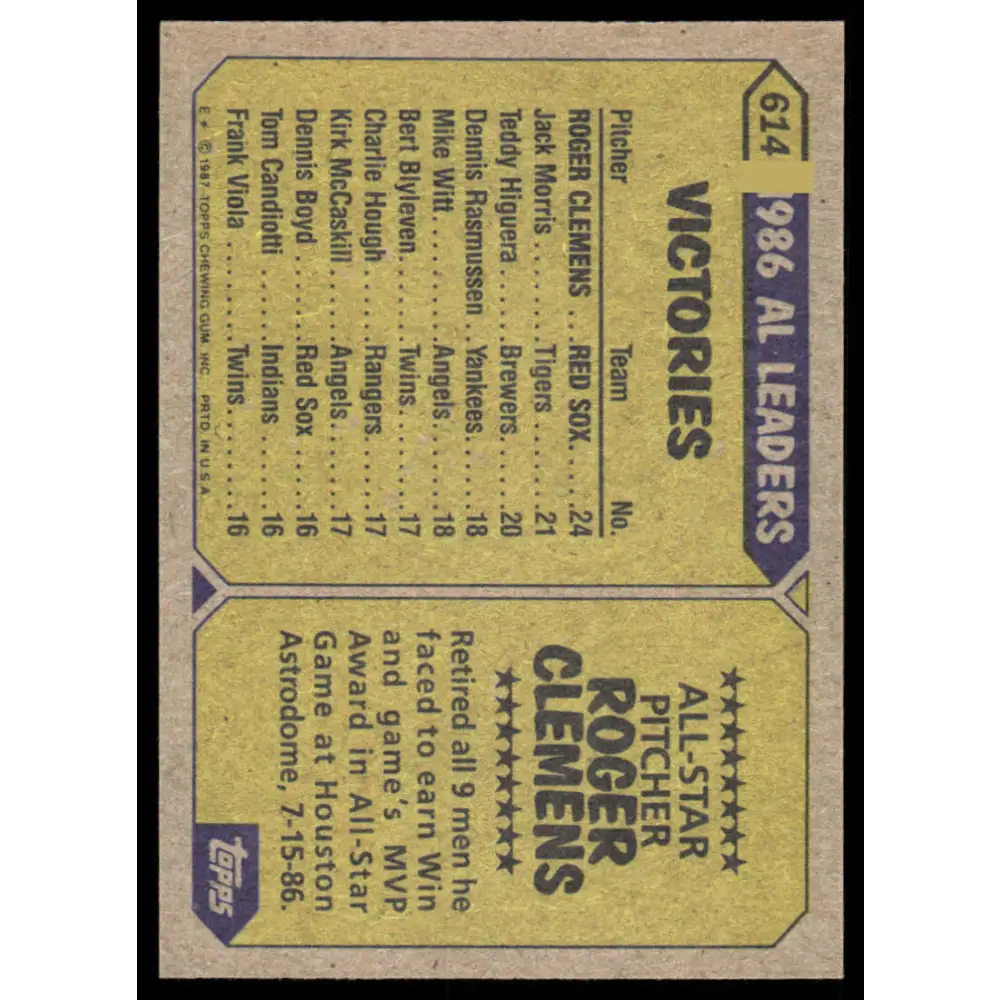 614
986 AL LEADERS
VICTORIES
Pitcher Team No.
ROGER CLEMENS ..RED SOX....24
Jack Morris..........Tigers........21
Teddy Higuera......Brewers.....20
Dennis Rasmussen..Yankees....18
Mike Witt............Angels.......18
Bert Blyleven........Twins........17
Charlie Hough......Rangers.....17
Kirk McCaskill......Angels.......17
Dennis Boyd........Red Sox.....16
Tom Candiotti......Indians......16
Frank Viola..........Twins........16
E* © 1987 TOPPS CHEWING GUM, INC. PRTD. IN U.S.A.
★★★★★★★
ALL-STAR
PITCHER
ROGER
CLEMENS
★★★★★★★
Retired all 9 men he
faced to earn Win
and game's MVP
Award in All-Star
Game at Houston
Astrodome, 7-15-86.
topps